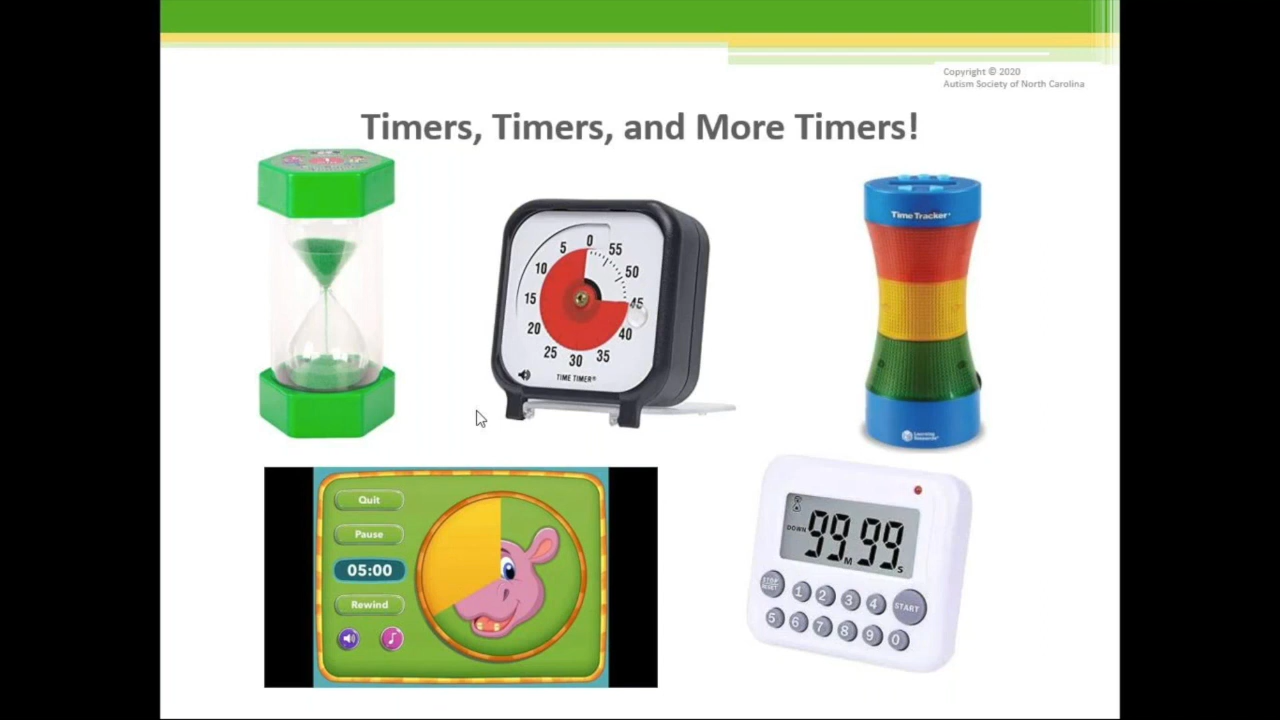 Copyright © 2020
Autism Society of North Carolina
Timers, Timers, and More Timers!
Time Tracker
0
5
55
10
50
15
45
20
40
25
35
30
TIME TIMER®
Learning
Resources®
Quit
Pause
05:00
Rewind
DOWN
99 M 99 S
STOP
RESET
1 2 3 4 START
5 6 7 8 9 0